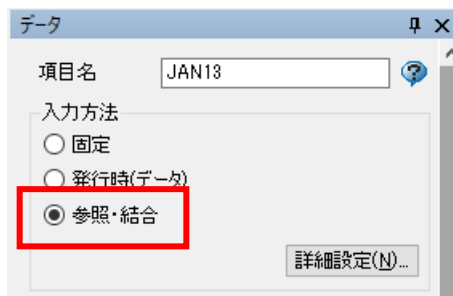 データ
項目名 JAN13
入力方法
固定
発行時(データ)
参照・結合
詳細設定(N)...